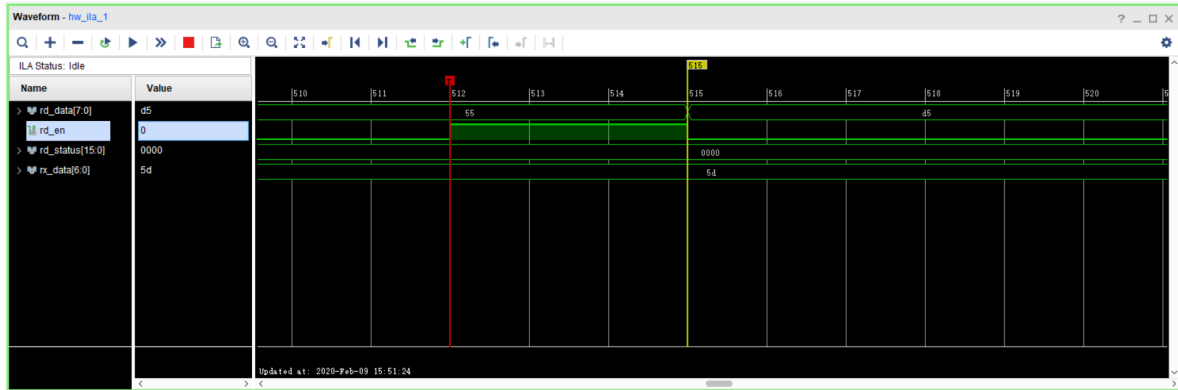 Waveform - hw_ila_1
ILA Status: Idle
Name Value
515
T
510 511 512 513 514 515 516 517 518 519 520 5
rd_data[7:0] d5 55 d5
rd_en 0
rd_status[15:0] 0000 0000
rx_data[6:0] 5d 5d
Updated at: 2020-Feb-09 15:51:24